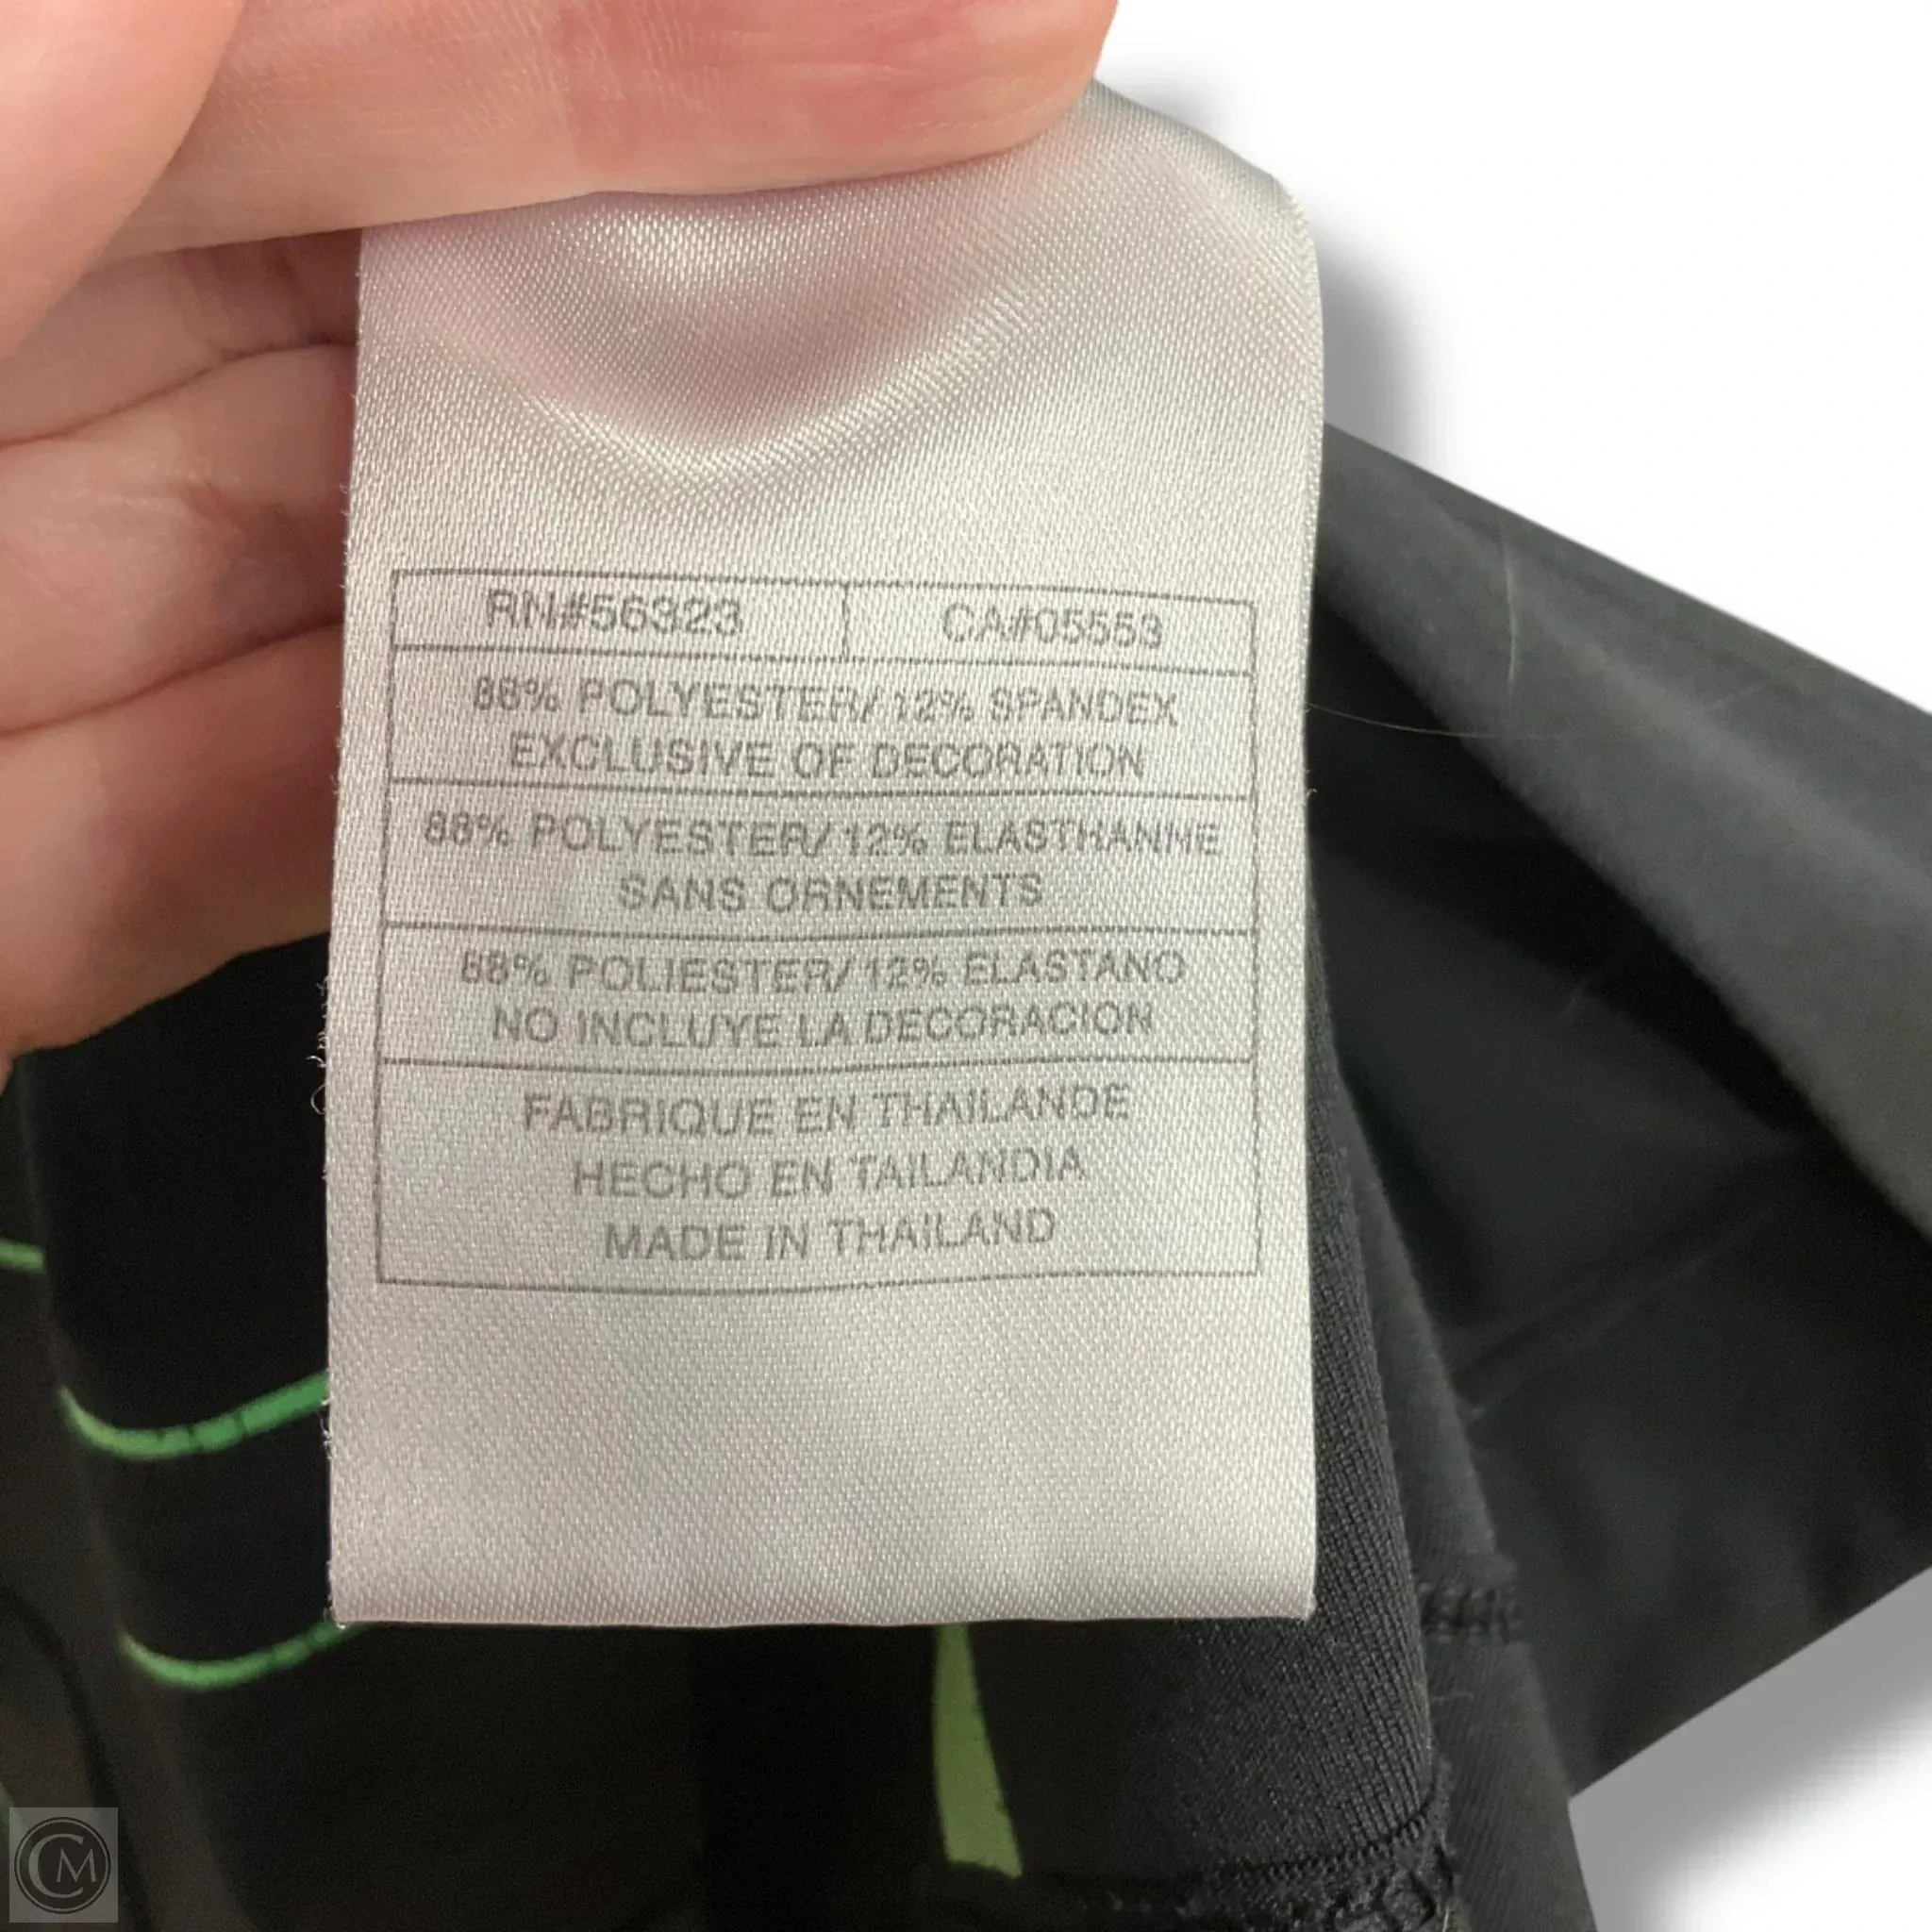 RN#56323 CA#05553
88% POLYESTER/ 12% SPANDEX
EXCLUSIVE OF DECORATION
88% POLYESTER/ 12% ELASTHANNE
SANS ORNEMENTS
88% POLIESTER/ 12% ELASTANO
NO INCLUYE LA DECORACION
FABRIQUE EN THAILANDE
HECHO EN TAILANDIA
MADE IN THAILAND
CM